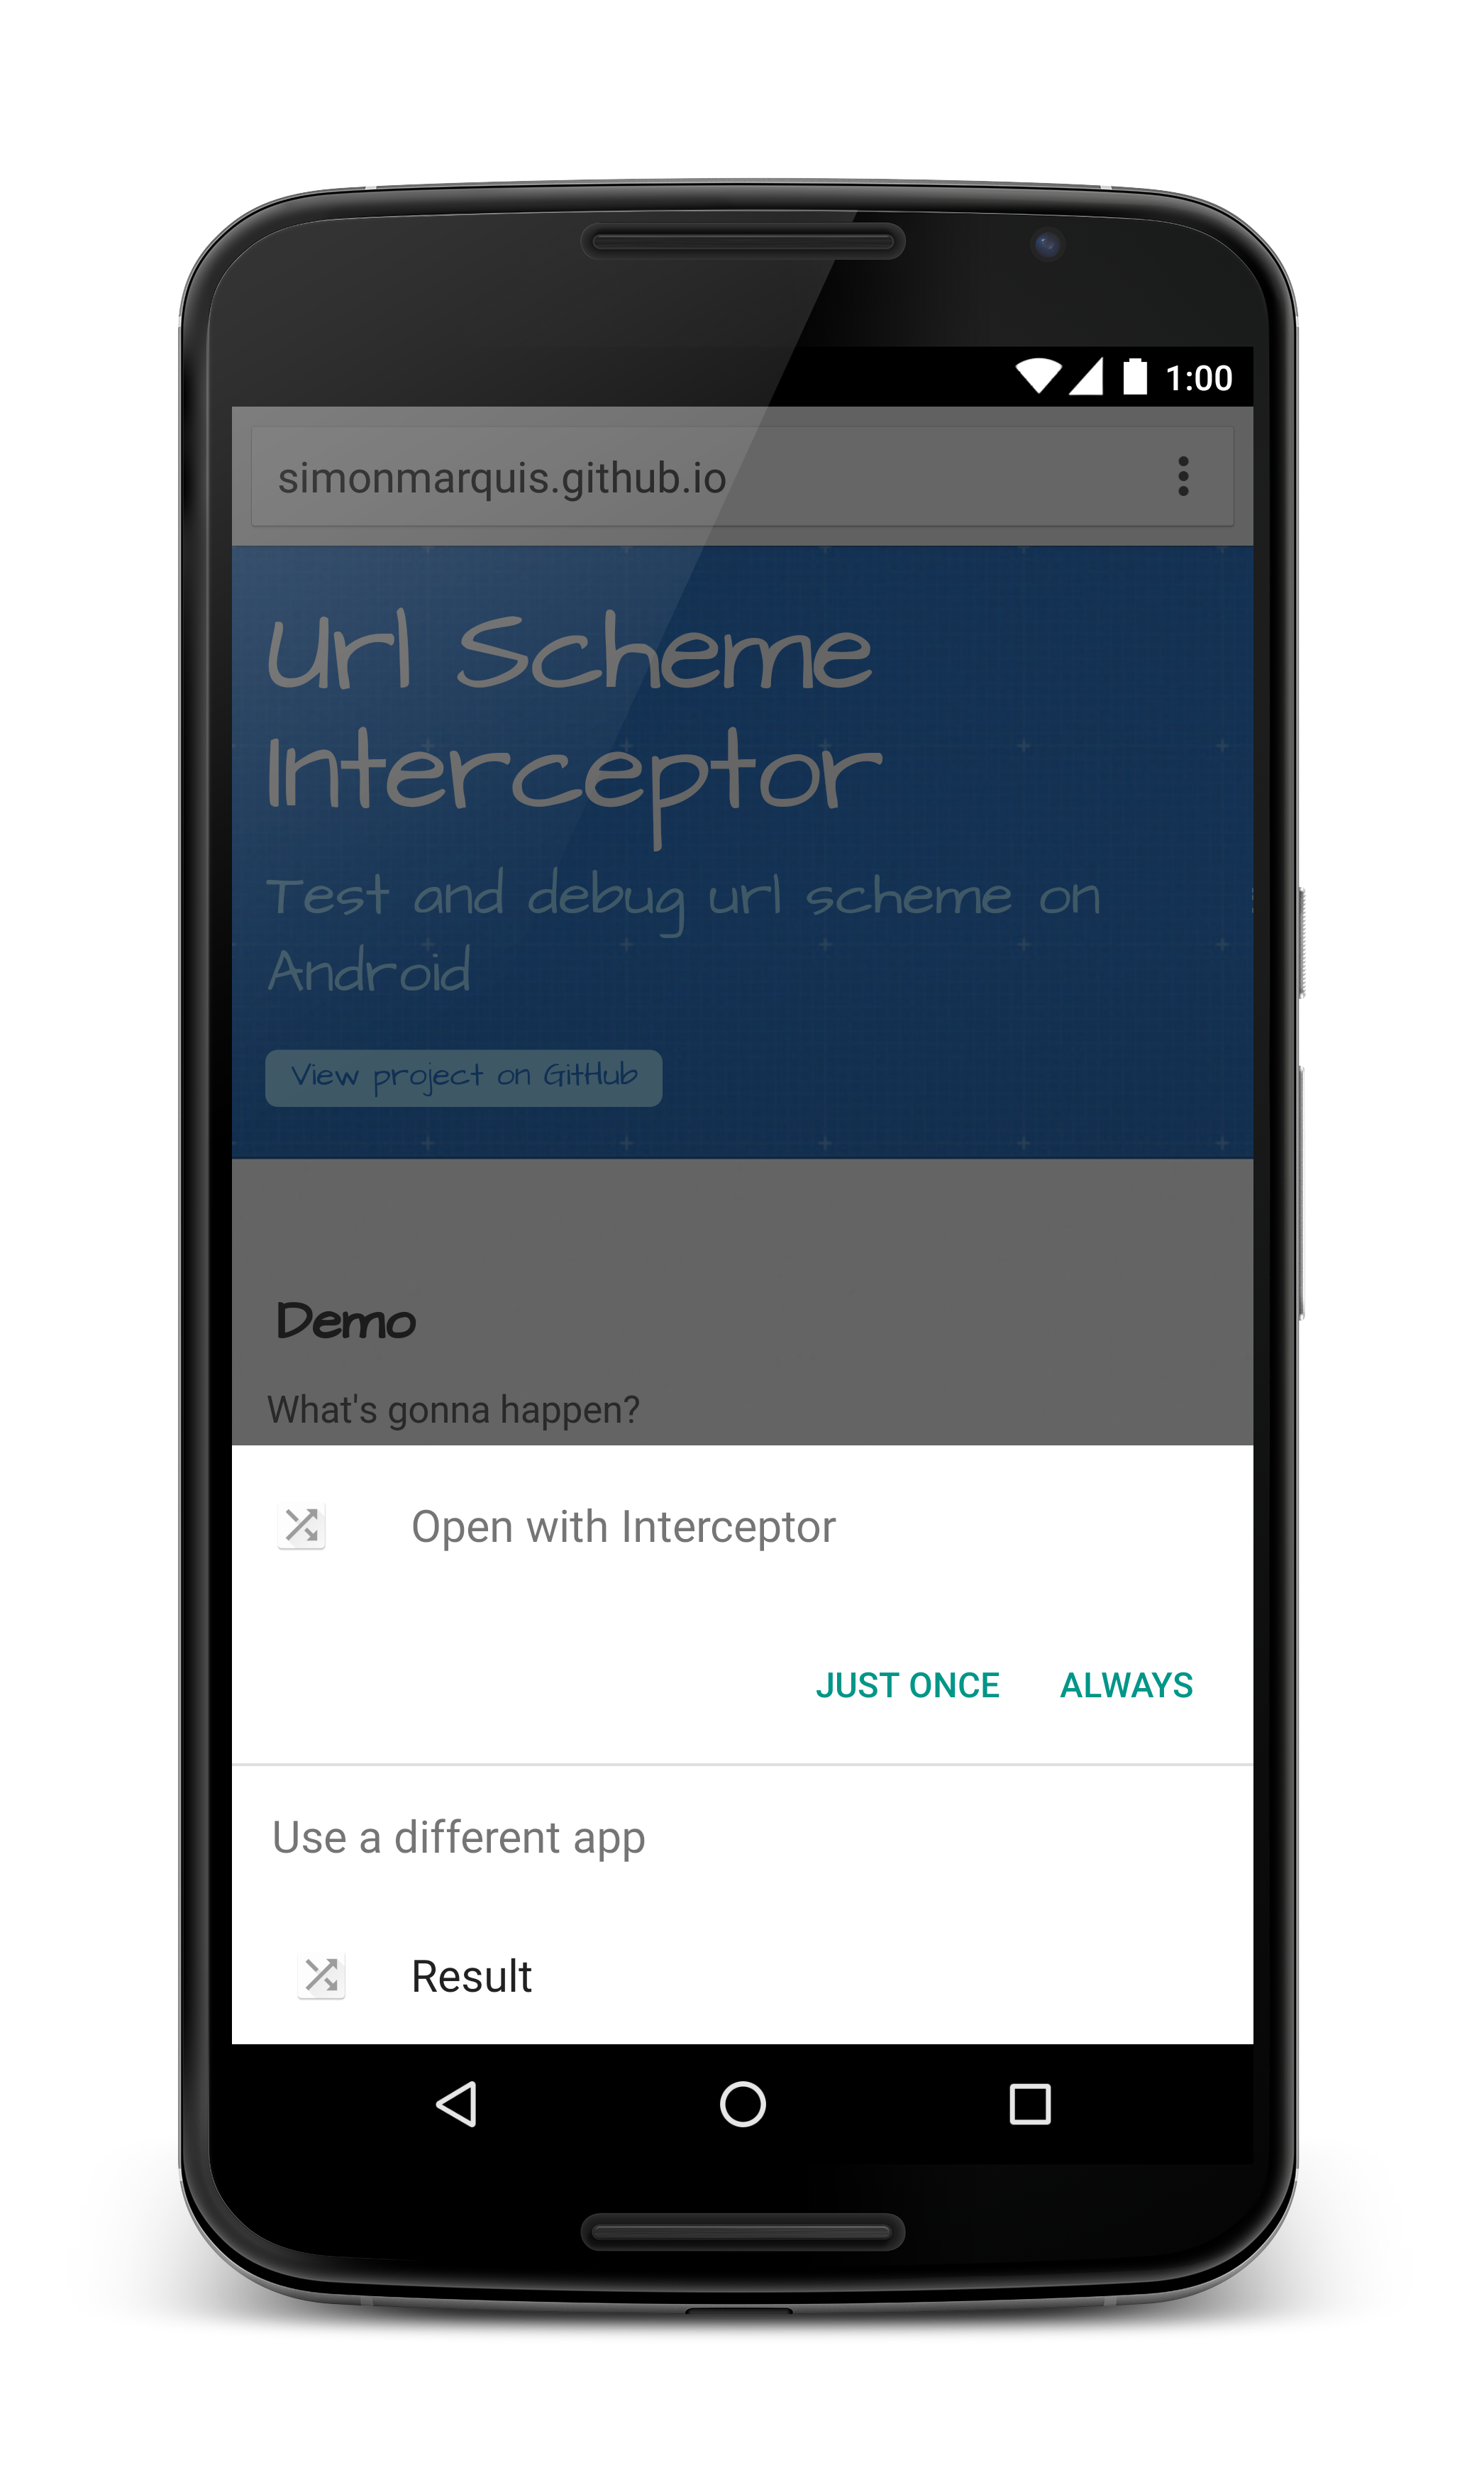 1:00
simonmarquis.github.io
Url Scheme
Interceptor
Test and debug url scheme on
Android
View project on GitHub
Demo
What's gonna happen?
Open with Interceptor
JUST ONCE ALWAYS
Use a different app
Result